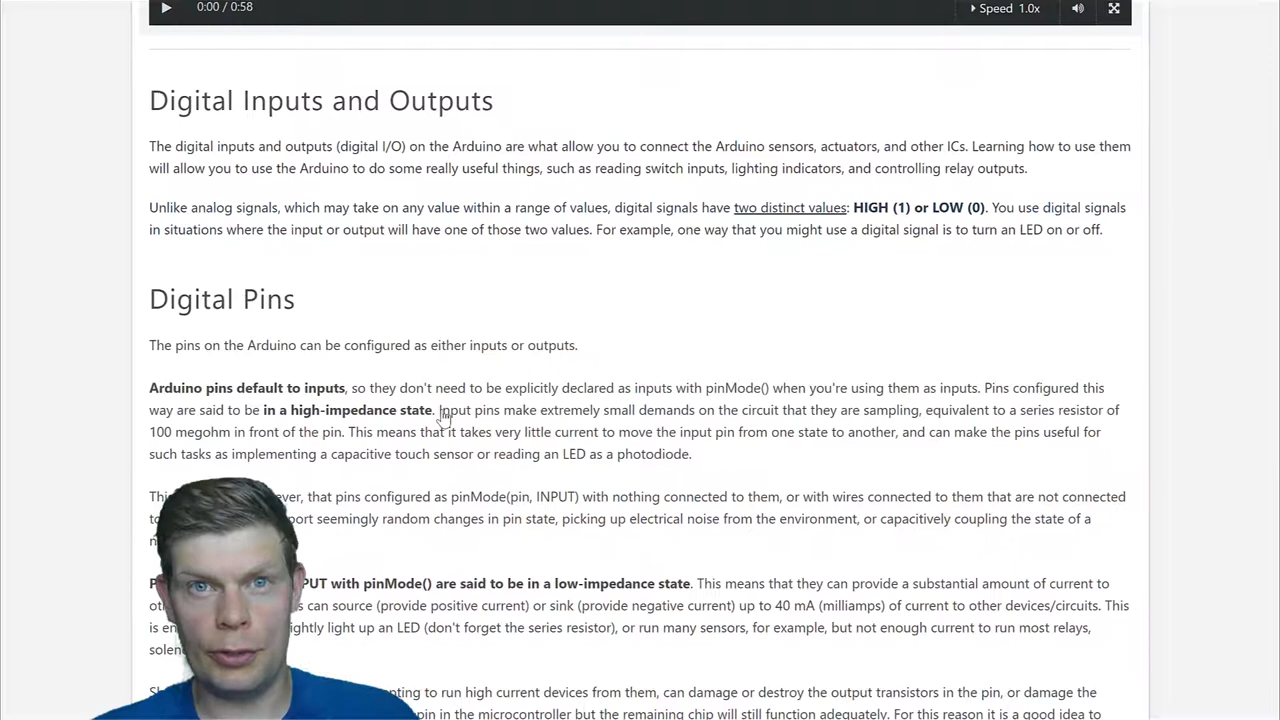 0:00 / 0:58
Speed 1.0x
Digital Inputs and Outputs
The digital inputs and outputs (digital I/O) on the Arduino are what allow you to connect the Arduino sensors, actuators, and other ICs. Learning how to use them
will allow you to use the Arduino to do some really useful things, such as reading switch inputs, lighting indicators, and controlling relay outputs.
Unlike analog signals, which may take on any value within a range of values, digital signals have two distinct values: HIGH (1) or LOW (0). You use digital signals
in situations where the input or output will have one of those two values. For example, one way that you might use a digital signal is to turn an LED on or off.
Digital Pins
The pins on the Arduino can be configured as either inputs or outputs.
Arduino pins default to inputs, so they don't need to be explicitly declared as inputs with pinMode() when you're using them as inputs. Pins configured this
way are said to be in a high-impedance state. Input pins make extremely small demands on the circuit that they are sampling, equivalent to a series resistor of
100 megohm in front of the pin. This means that it takes very little current to move the input pin from one state to another, and can make the pins useful for
such tasks as implementing a capacitive touch sensor or reading an LED as a photodiode.
that pins configured as pinMode(pin, INPUT) with nothing connected to them, or with wires connected to them that are not connected
seemingly random changes in pin state, picking up electrical noise from the environment, or capacitively coupling the state of a
with pinMode() are said to be in a low-impedance state. This means that they can provide a substantial amount of current to
can source (provide positive current) or sink (provide negative current) up to 40 mA (milliamps) of current to other devices/circuits. This
light up an LED (don't forget the series resistor), or run many sensors, for example, but not enough current to run most relays,
to run high current devices from them, can damage or destroy the output transistors in the pin, or damage the
in the microcontroller but the remaining chip will still function adequately. For this reason it is a good idea to